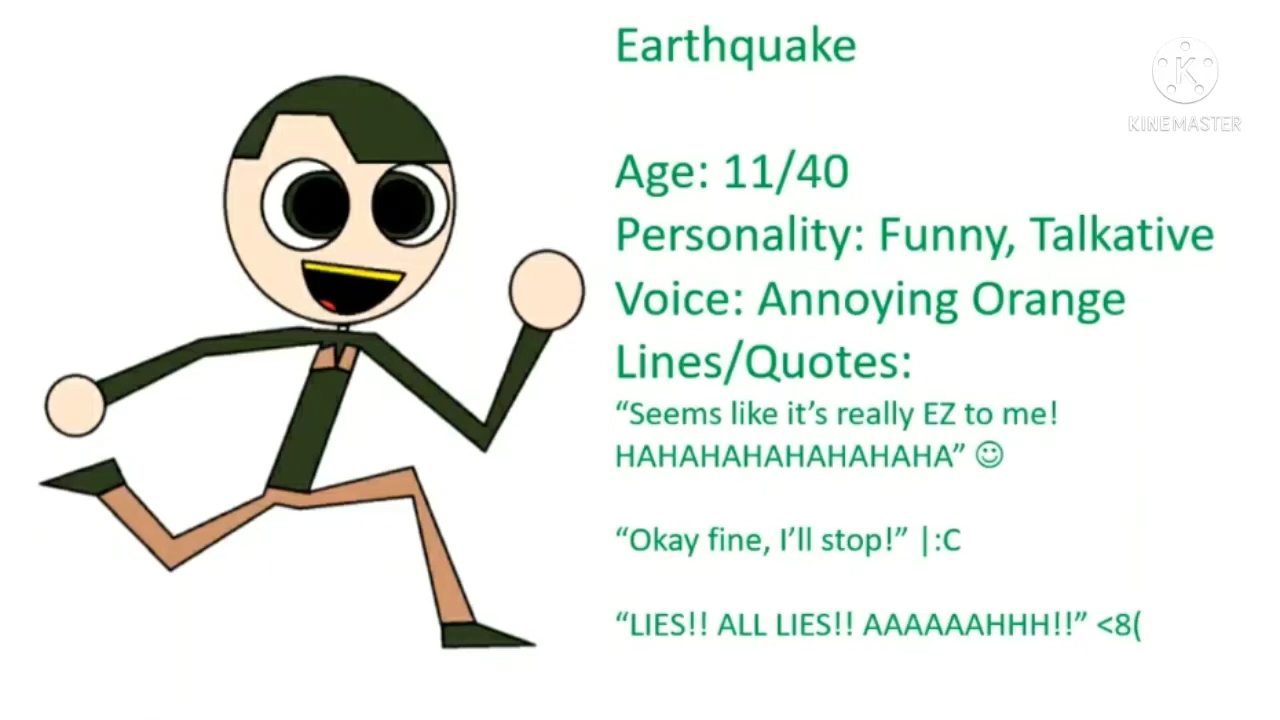 Earthquake
KINEMASTER
Age: 11/40
Personality: Funny, Talkative
Voice: Annoying Orange
Lines/Quotes:
“Seems like it’s really EZ to me!
HAHAHAHAHAHAHAHA” ☺
“Okay fine, I’ll stop!” |:C
“LIES!! ALL LIES!! AAAAAAHHH!!” <8(